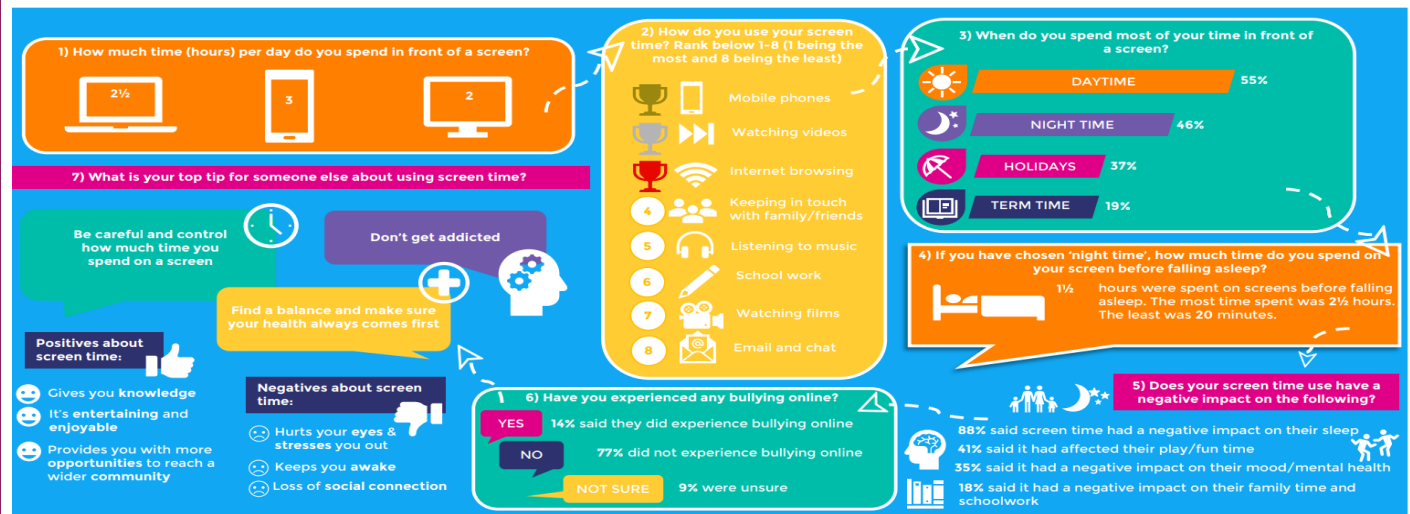 1) How much time (hours) per day do you spend in front of a screen?
2½
3
2
2) How do you use your screen
time? Rank below 1-8 (1 being the
most and 8 being the least)
Mobile phones
Watching videos
Internet browsing
4
Keeping in touch
with family/friends
5
Listening to music
6
School work
7
Watching films
8
Email and chat
3) When do you spend most of your time in front of
a screen?
DAYTIME
55%
NIGHT TIME
46%
HOLIDAYS
37%
TERM TIME
19%
4) If you have chosen 'night time', how much time do you spend on
your screen before falling asleep?
1½ hours were spent on screens before falling
asleep. The most time spent was 2½ hours.
The least was 20 minutes.
5) Does your screen time use have a
negative impact on the following?
88% said screen time had a negative impact on their sleep
41% said it had affected their play/fun time
35% said it had a negative impact on their mood/mental health
18% said it had a negative impact on their family time and
schoolwork
6) Have you experienced any bullying online?
YES
14% said they did experience bullying online
NO
77% did not experience bullying online
NOT SURE
9% were unsure
7) What is your top tip for someone else about using screen time?
Be careful and control
how much time you
spend on a screen
Don't get addicted
Find a balance and make sure
your health always comes first
Positives about
screen time:
Gives you knowledge
It's entertaining and
enjoyable
Provides you with more
opportunities to reach a
wider community
Negatives about screen
time:
Hurts your eyes &
stresses you out
Keeps you awake
Loss of social connection